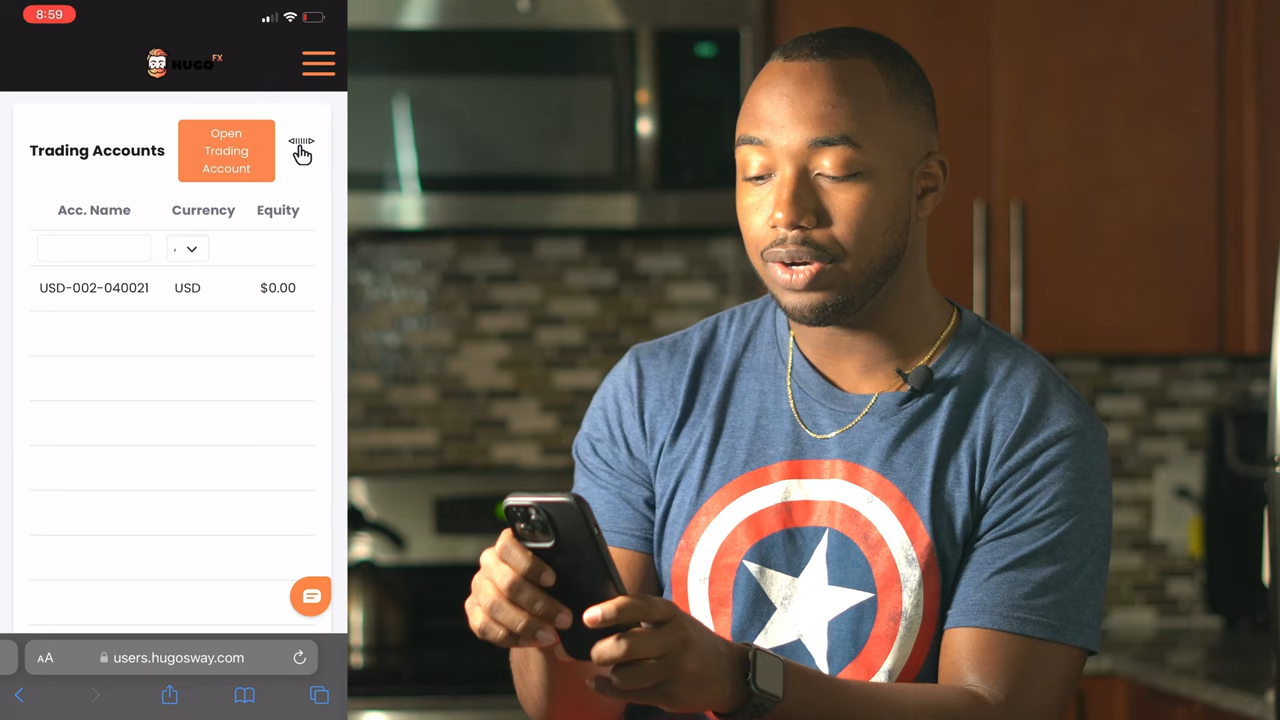 8:59
HUGO FX
Trading Accounts
Open
Trading
Account
Acc. Name Currency Equity
USD-002-040021 USD $0.00
AA users.hugosway.com